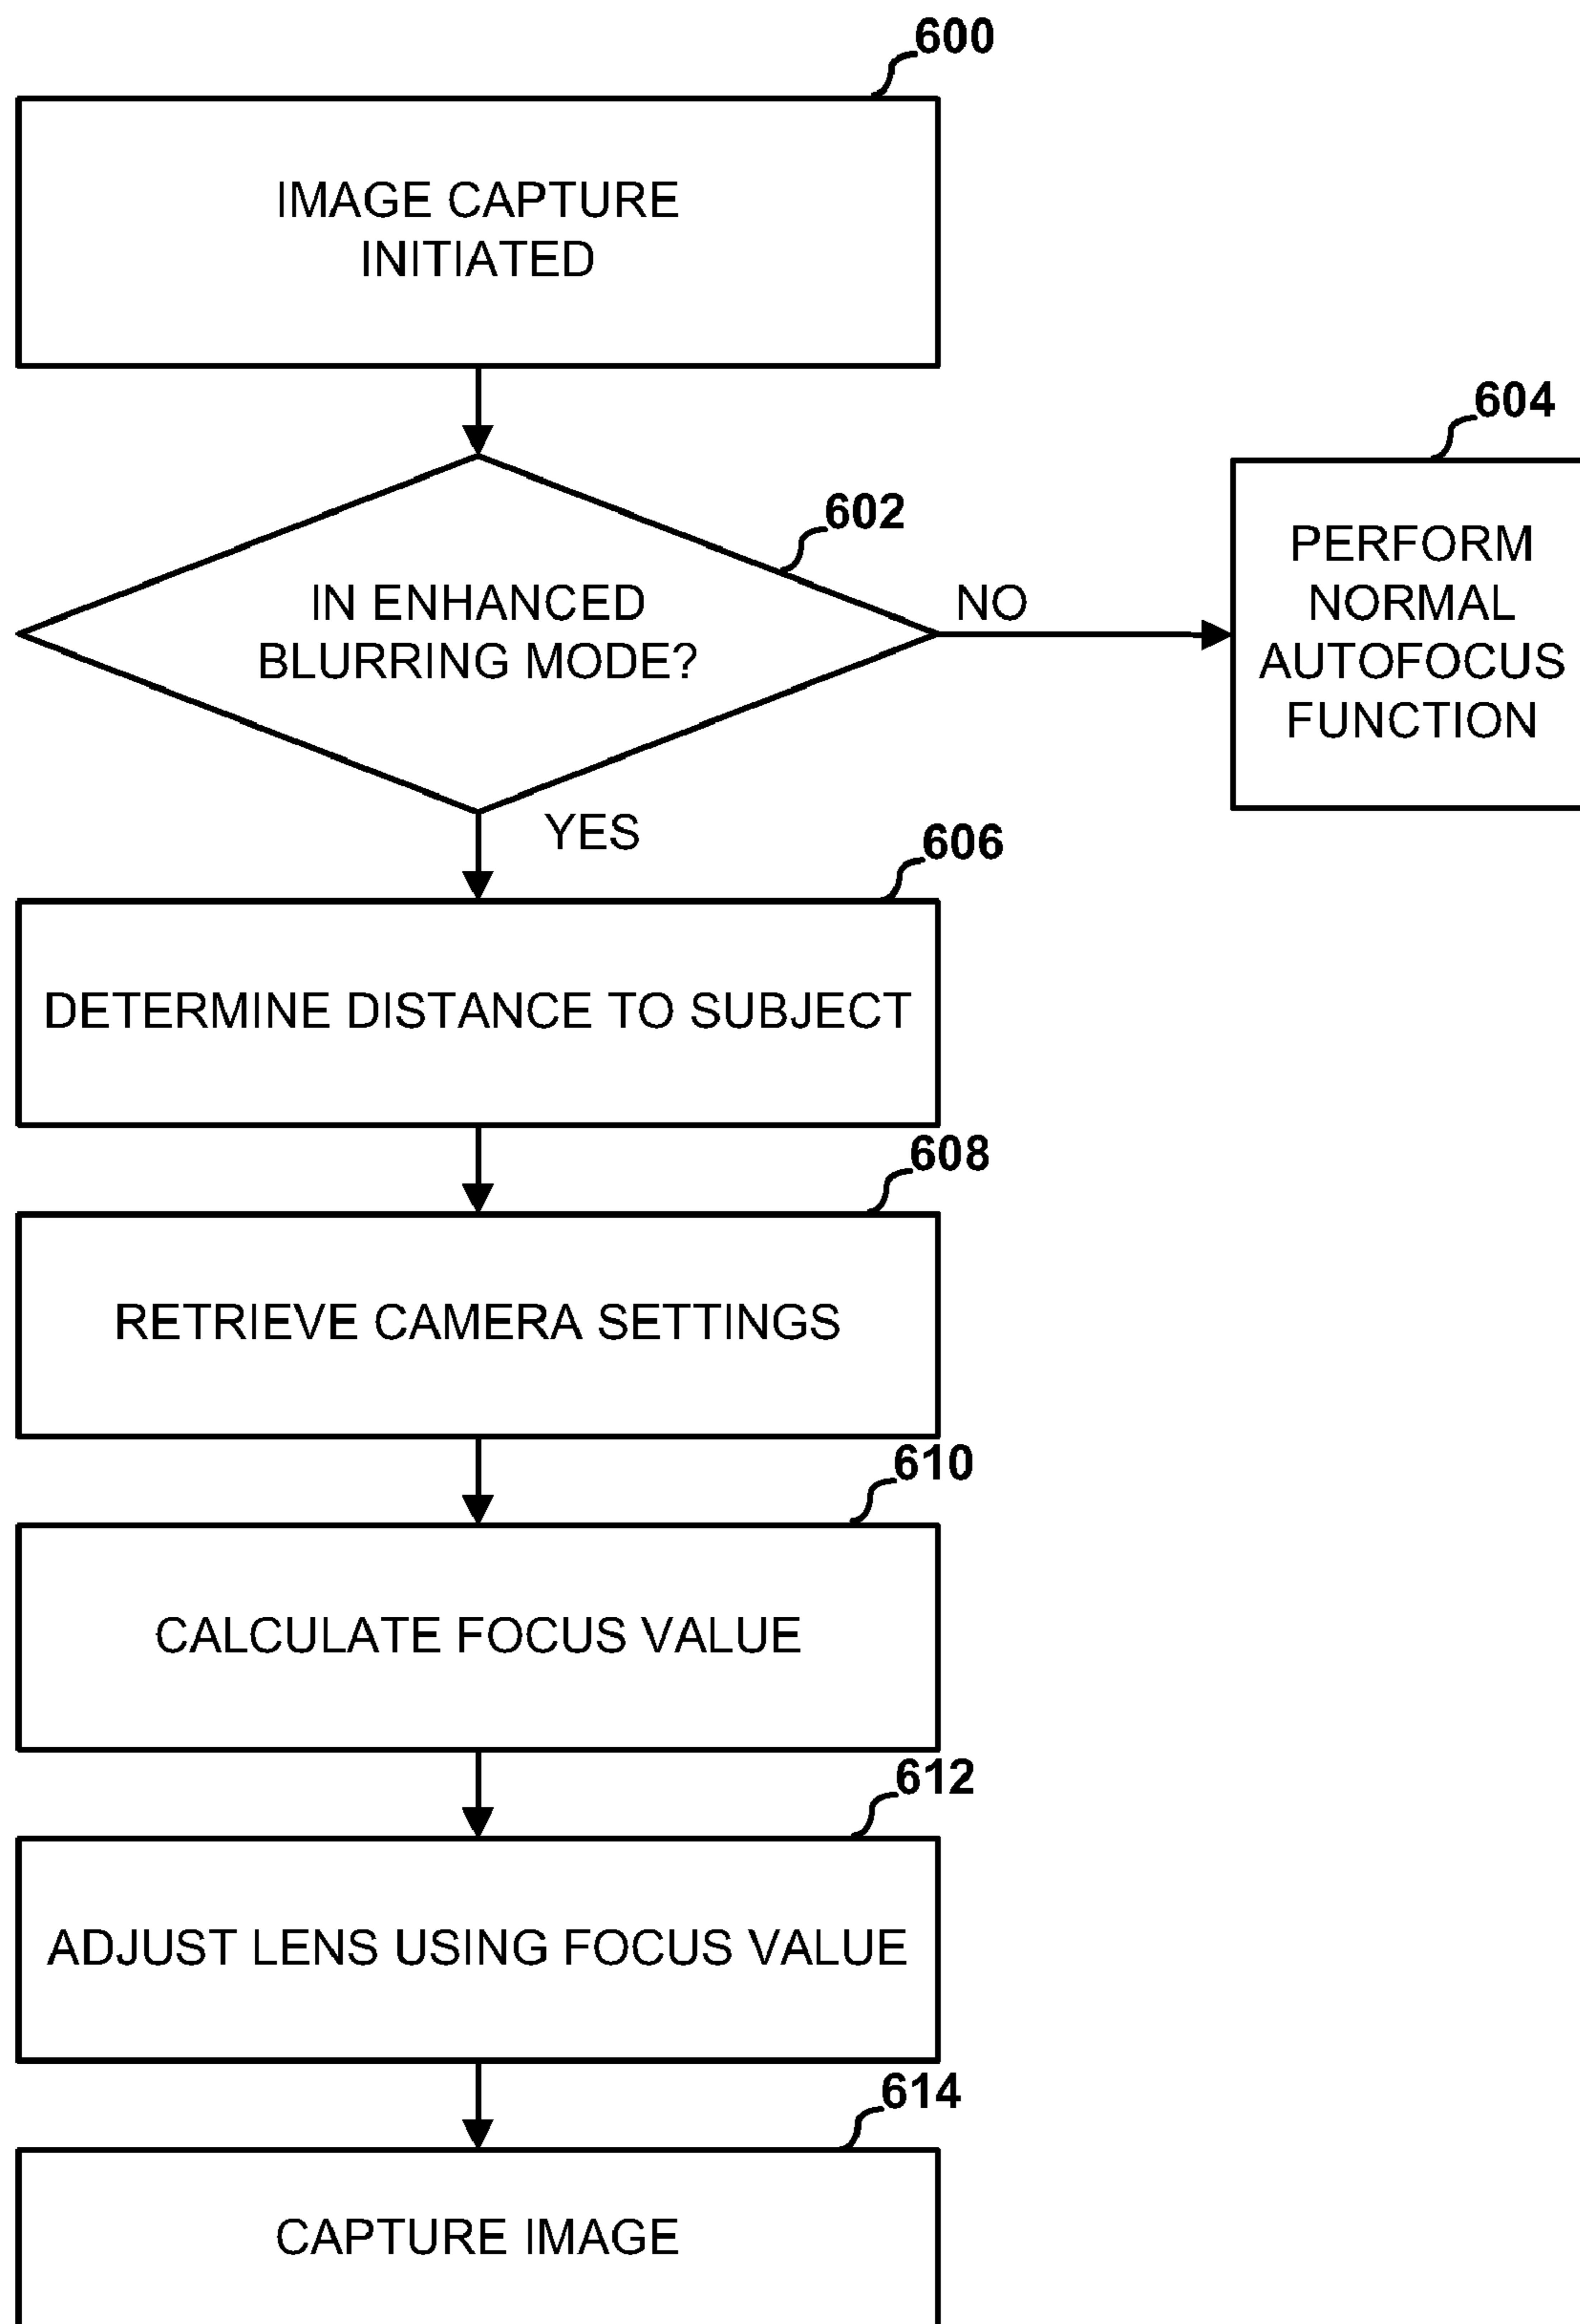 600
IMAGE CAPTURE
INITIATED
602
IN ENHANCED
BLURRING MODE?
NO
604
PERFORM
NORMAL
AUTOFOCUS
FUNCTION
YES
606
DETERMINE DISTANCE TO SUBJECT
608
RETRIEVE CAMERA SETTINGS
610
CALCULATE FOCUS VALUE
612
ADJUST LENS USING FOCUS VALUE
614
CAPTURE IMAGE